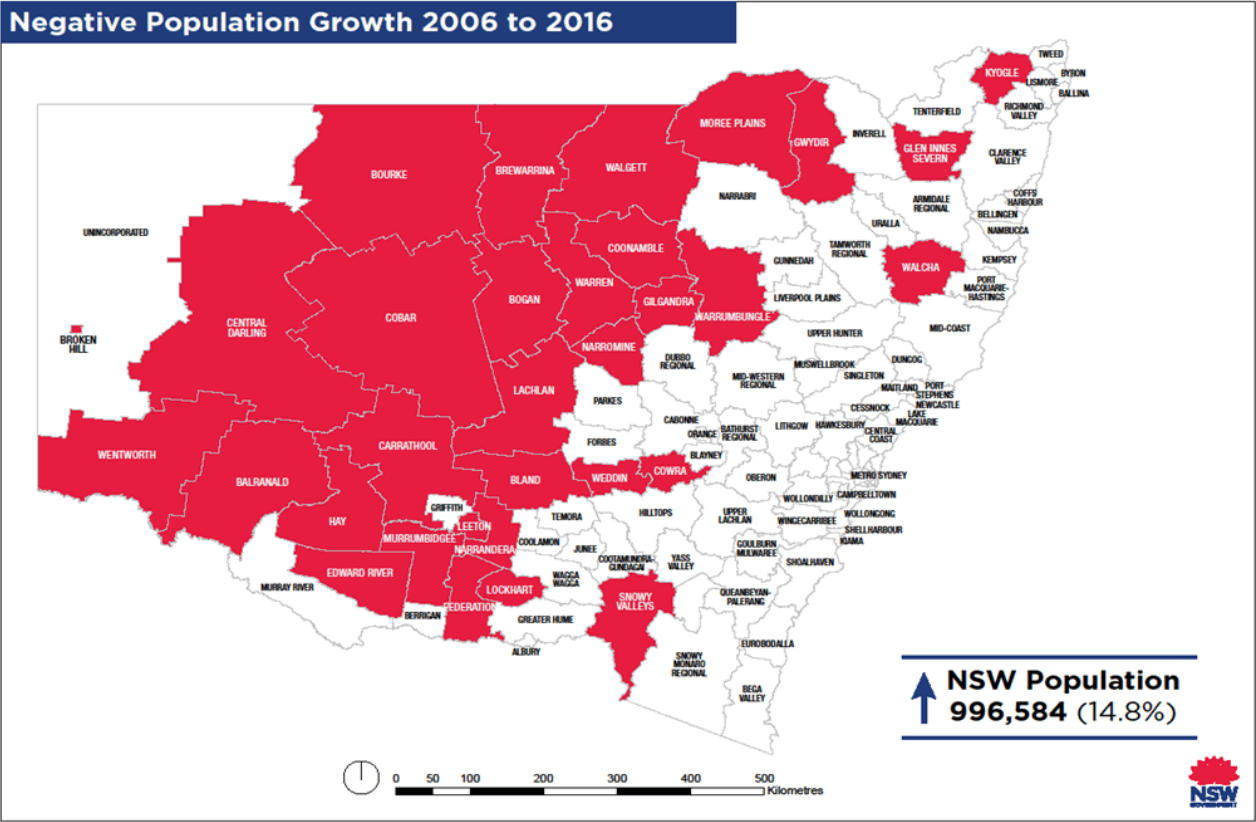 Negative Population Growth 2006 to 2016
TWEED
KYOGLE
BYRON
LISMORE
BALLINA
RICHMOND
VALLEY
TENTERFIELD
MOREE PLAINS
INVERELL
GWYDIR
GLEN INNES
SEVERN
CLARENCE
VALLEY
BOURKE
BREWARRINA
WALGETT
NARRABRI
ARMIDALE
REGIONAL
COFFS
HARBOUR
BELLINGEN
URALLA
NAMBUCCA
UNINCORPORATED
COONAMBLE
TAMWORTH
REGIONAL
GUNNEDAH
WALCHA
KEMPSEY
PORT
MACQUARIE-
HASTINGS
WARREN
BOGAN
GILGANDRA
WARRUMBUNGLE
LIVERPOOL PLAINS
CENTRAL
DARLING
COBAR
UPPER HUNTER
MID-COAST
BROKEN
HILL
NARROMINE
DUBBO
REGIONAL
MUSWELLBROOK
DUNGOG
SINGLETON
MID-WESTERN
REGIONAL
LACHLAN
MAITLAND
PORT
STEPHENS
PARKES
CESSNOCK
NEWCASTLE
LAKE
MACQUARIE
CABONNE
ORANGE
BATHURST
REGIONAL
LITHGOW
HAWKESBURY
CENTRAL
COAST
FORBES
BLAYNEY
WENTWORTH
CARRATHOOL
BALRANALD
BLAND
WEDDIN
COWRA
OBERON
METRO SYDNEY
WOLLONDILLY
CAMPBELLTOWN
GRIFFITH
HAY
LEETON
TEMORA
HILLTOPS
UPPER
LACHLAN
WINGECARRIBEE
WOLLONGONG
SHELLHARBOUR
KIAMA
MURRUMBIDGEE
NARRANDERA
COOLAMON
JUNEE
COOTAMUNDRA-
GUNDAGAI
YASS
VALLEY
GOULBURN
MULWAREE
SHOALHAVEN
EDWARD RIVER
MURRAY RIVER
LOCKHART
WAGGA
WAGGA
FEDERATION
BERRIGAN
SNOWY
VALLEYS
QUEANBEYAN-
PALERANG
GREATER HUME
ALBURY
EUROBODALLA
SNOWY
MONARO
REGIONAL
BEGA
VALLEY
NSW Population
996,584 (14.8%)
0 50 100 200 300 400 500
Kilometres
NSW
GOVERNMENT